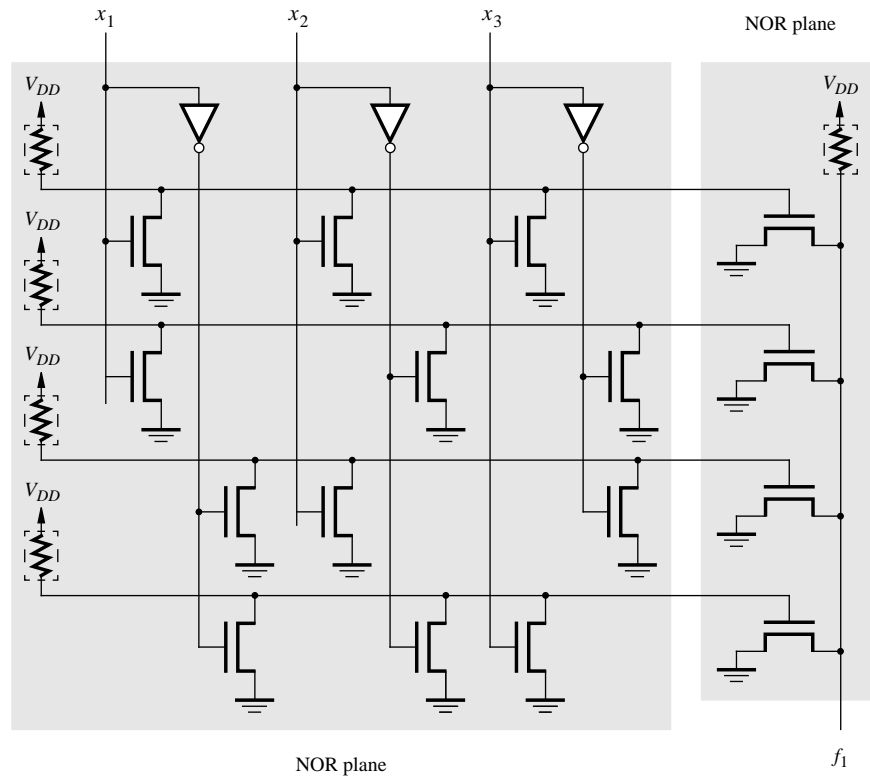 x1 x2 x3
NOR plane
VDD VDD
VDD
VDD
VDD
NOR plane
f1